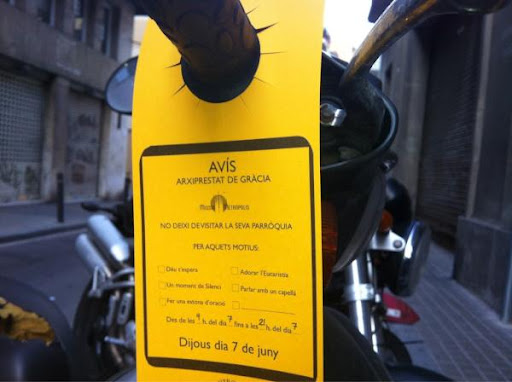 AVÍS
ARXIPRESTAT DE GRÀCIA
NO DEIXI DE VISITAR LA SEVA PARRÒQUIA
PER AQUETS MOTIUS:
Déu t'espera
Adorar l'Eucaristia
Un moment de Silenci
Parlar amb un capellà
Fer una estona d'oració
Des de les 9 h. del dia 7 fins a les 21 h. del dia 7
Dijous dia 7 de juny